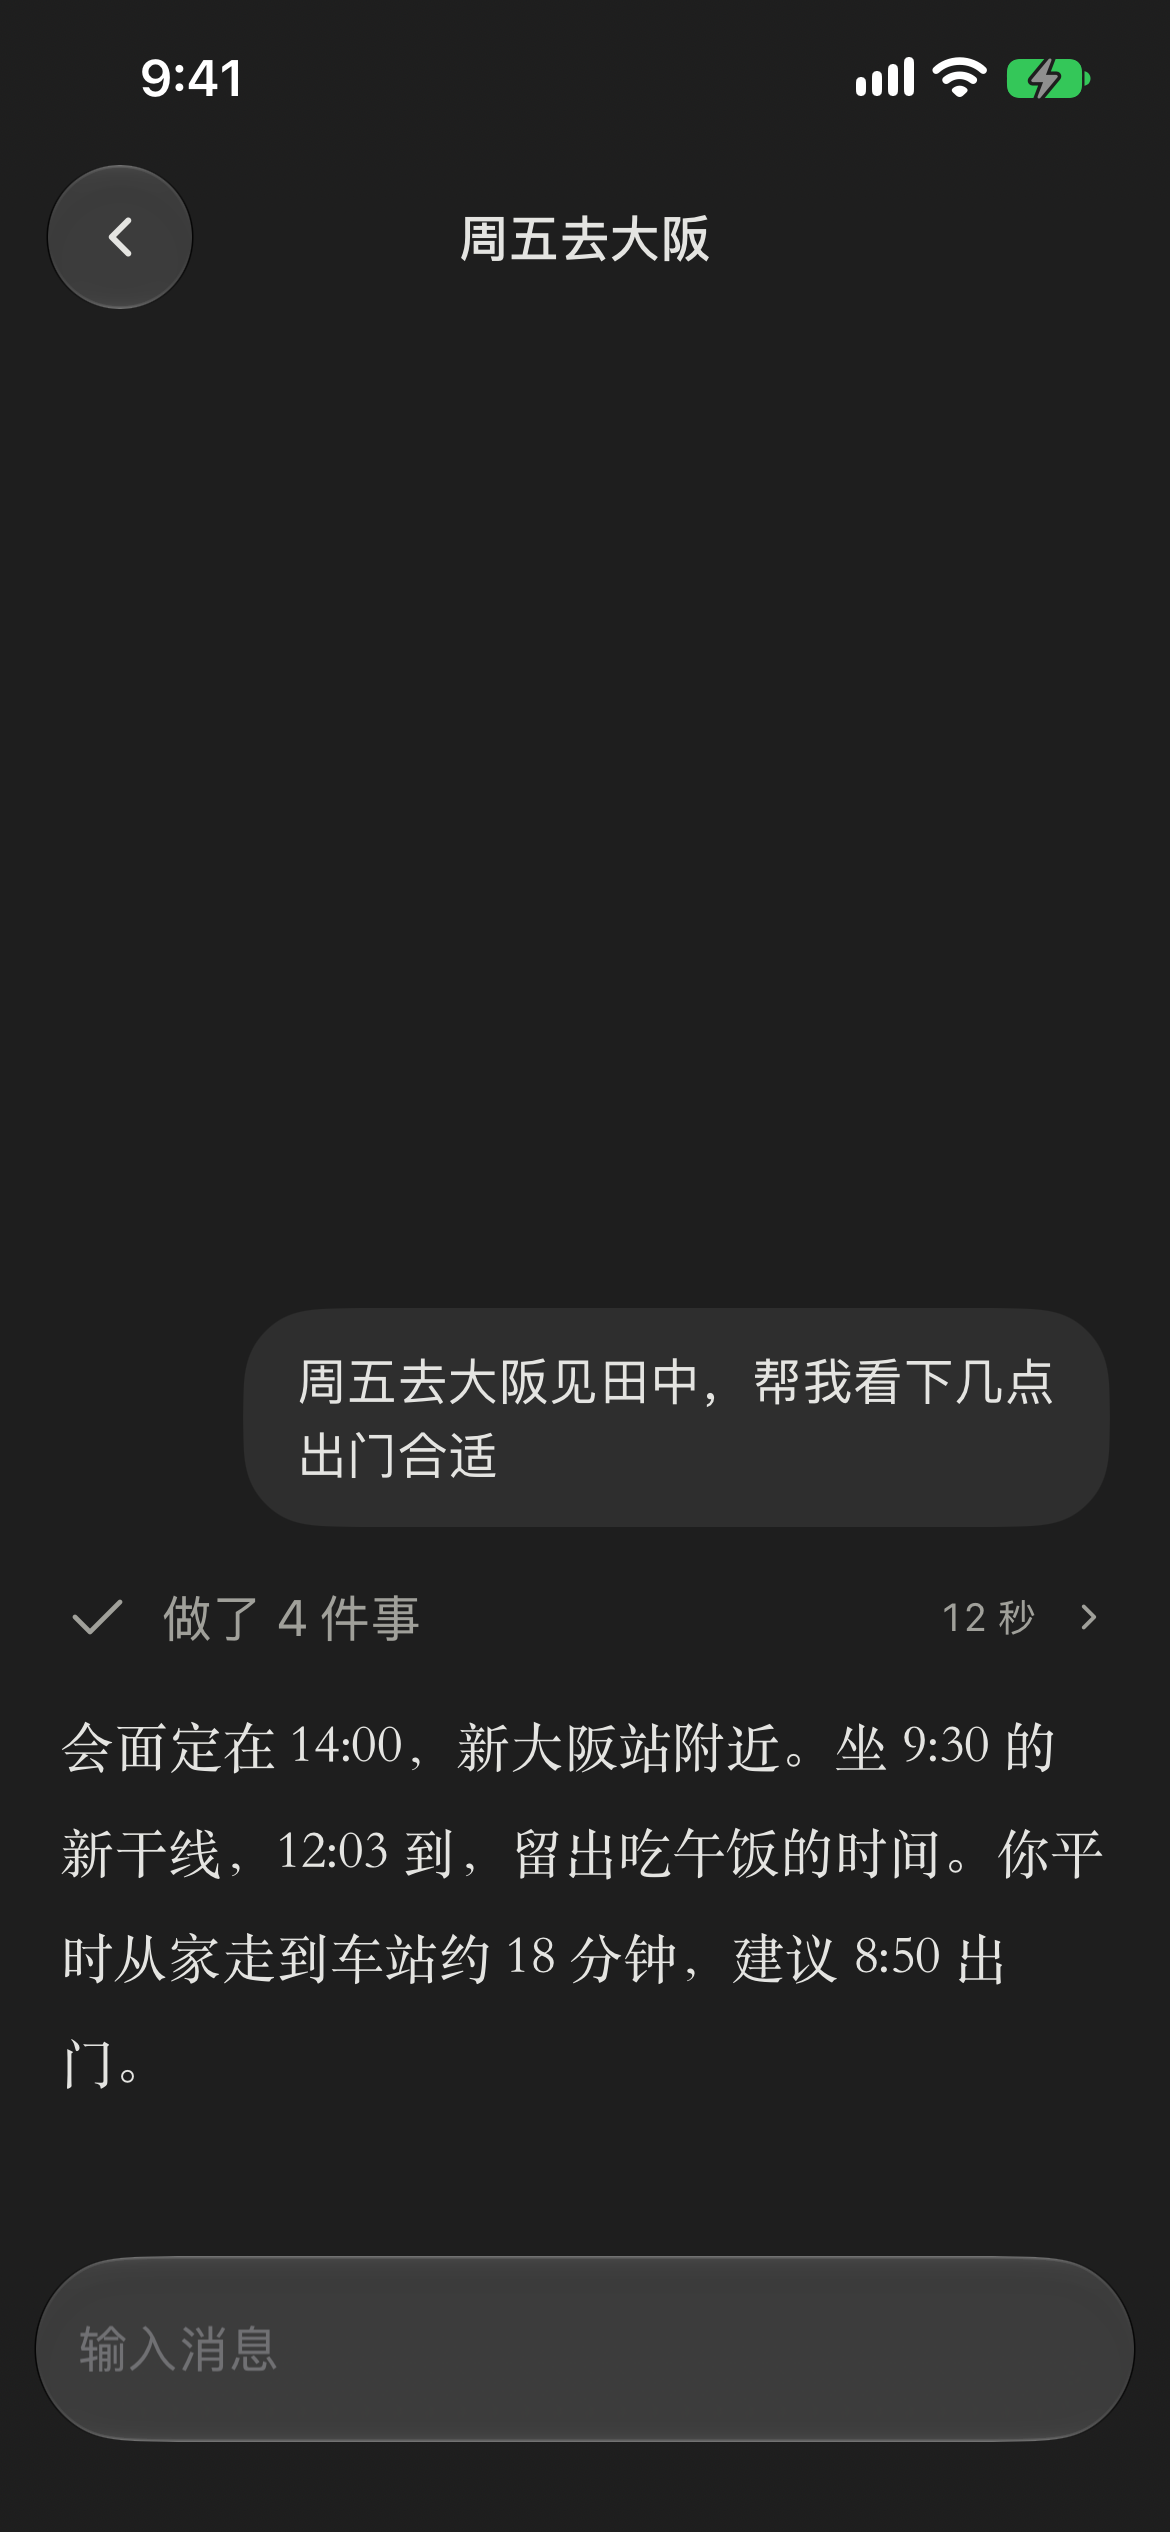 9:41
周五去大阪
周五去大阪见田中，帮我看下几点
出门合适
做了 4 件事
12 秒
会面定在 14:00，新大阪站附近。坐 9:30 的
新干线，12:03 到，留出吃午饭的时间。你平
时从家走到车站约 18 分钟，建议 8:50 出
门。
输入消息